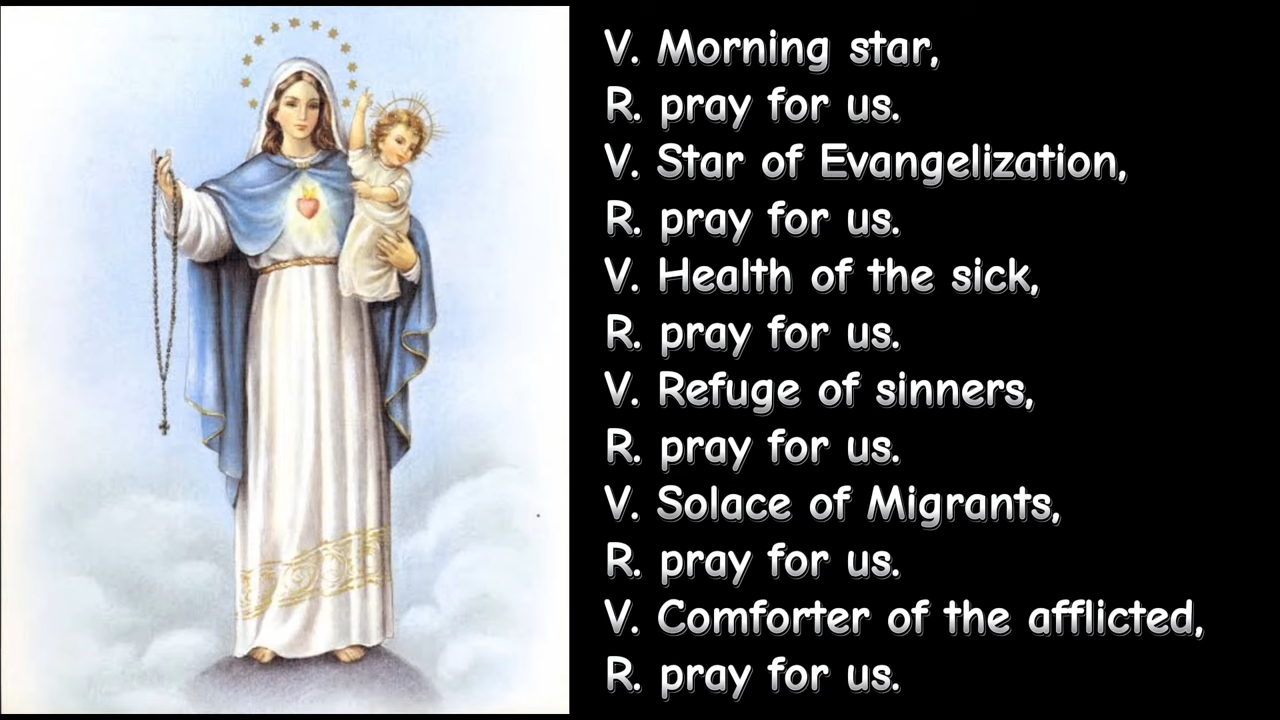 V. Morning star,
R. pray for us.
V. Star of Evangelization,
R. pray for us.
V. Health of the sick,
R. pray for us.
V. Refuge of sinners,
R. pray for us.
V. Solace of Migrants,
R. pray for us.
V. Comforter of the afflicted,
R. pray for us.